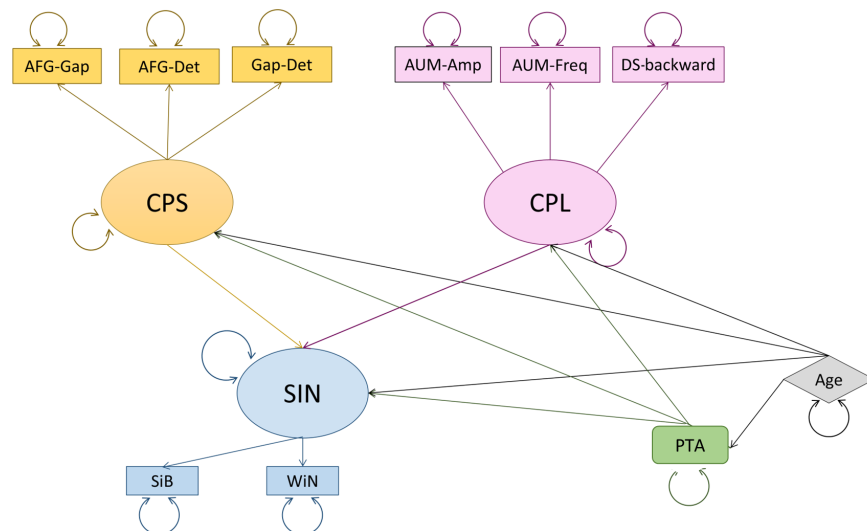 AFG-Gap
AFG-Det
Gap-Det
AUM-Amp
AUM-Freq
DS-backward
CPS
CPL
SIN
Age
PTA
SiB
WiN